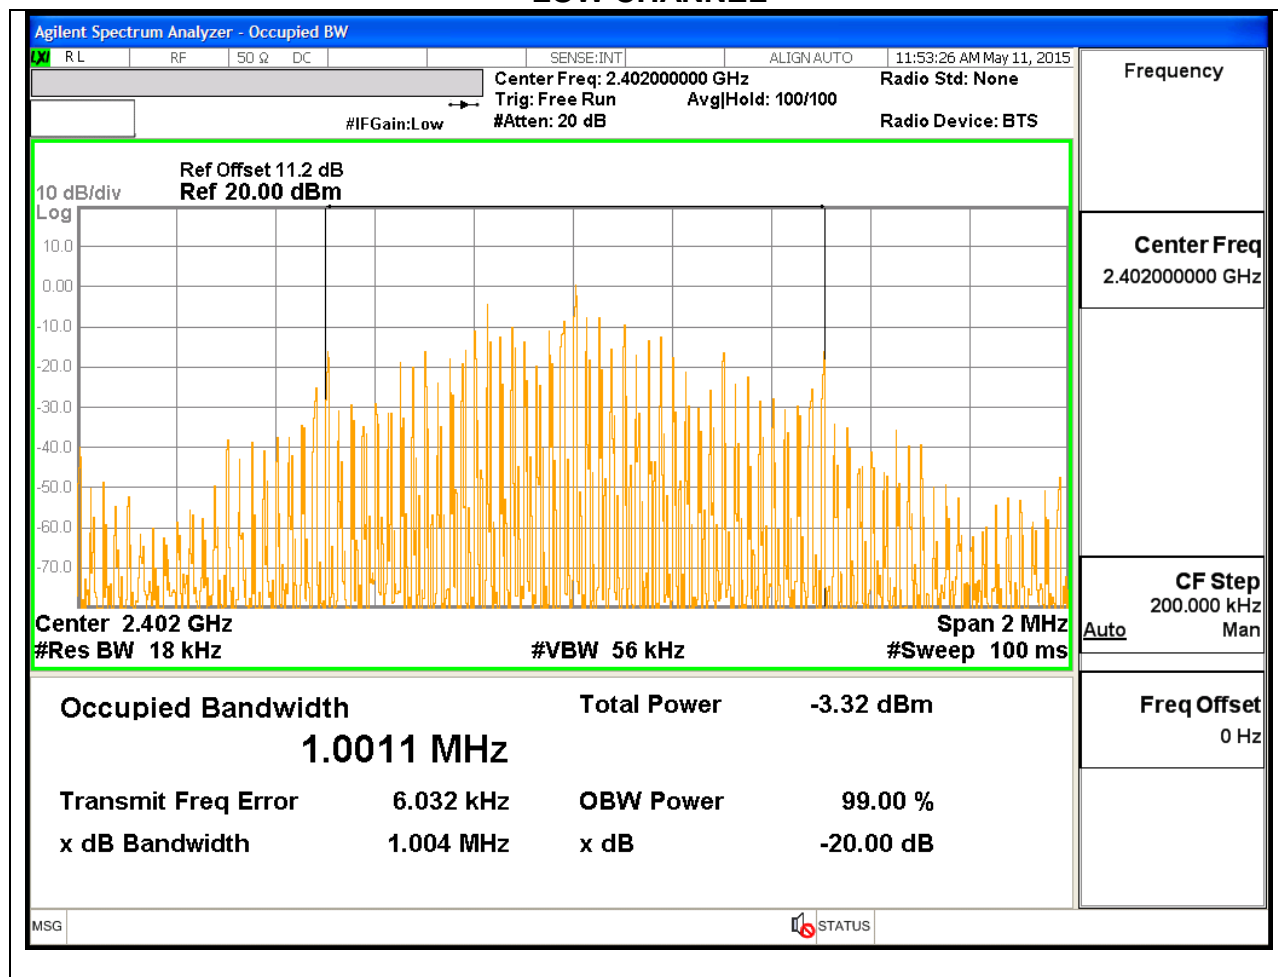 LOW CHANNEL
Agilent Spectrum Analyzer - Occupied BW
LXI RL RF 50 Ω DC SENSE:INT ALIGN AUTO 11:53:26 AM May 11, 2015
Center Freq: 2.402000000 GHz Radio Std: None
Trig: Free Run Avg|Hold: 100/100
#IFGain:Low #Atten: 20 dB Radio Device: BTS
Ref Offset 11.2 dB
10 dB/div Ref 20.00 dBm
Log
10.0
0.00
-10.0
-20.0
-30.0
-40.0
-50.0
-60.0
-70.0
Center 2.402 GHz Span 2 MHz
#Res BW 18 kHz #VBW 56 kHz #Sweep 100 ms
Occupied Bandwidth Total Power -3.32 dBm
1.0011 MHz
Transmit Freq Error 6.032 kHz OBW Power 99.00 %
x dB Bandwidth 1.004 MHz x dB -20.00 dB
MSG STATUS
Frequency
Center Freq
2.402000000 GHz
CF Step
200.000 kHz
Auto Man
Freq Offset
0 Hz